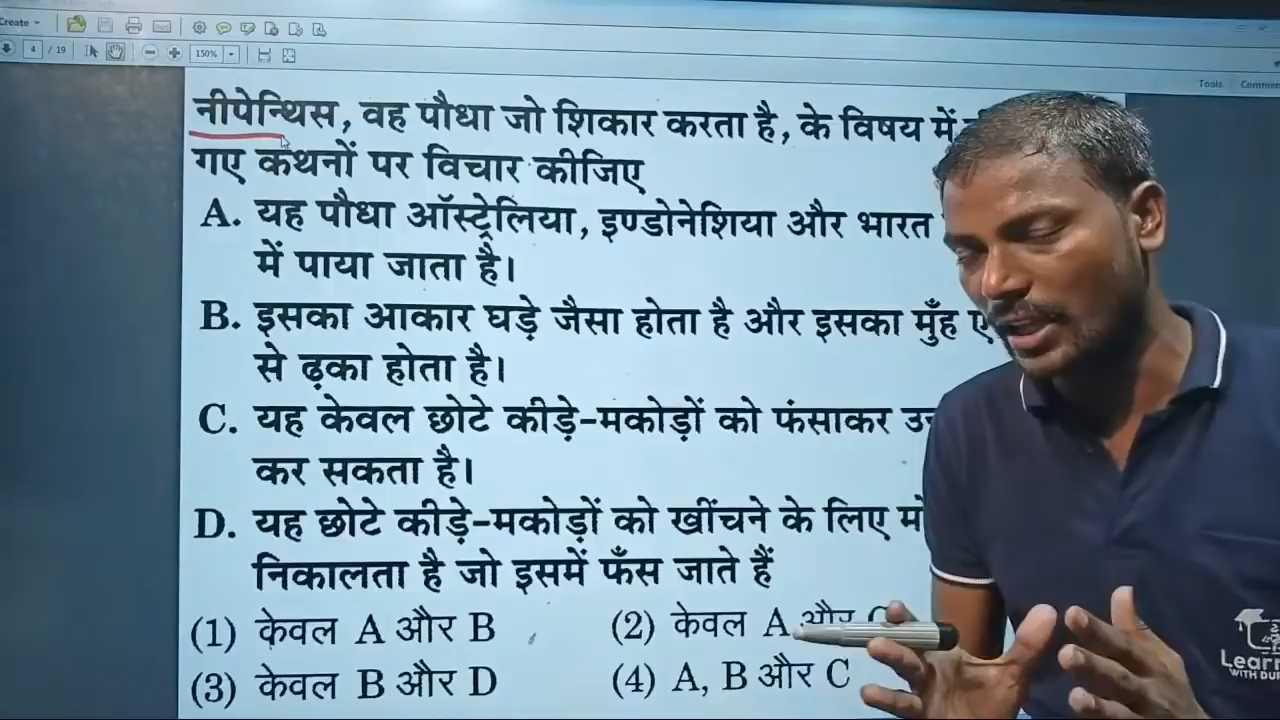 Create
4 / 19
150%
Tools
नीपेन्थिस, वह पौधा जो शिकार करता है, के विषय में
गए कथनों पर विचार कीजिए
A. यह पौधा ऑस्ट्रेलिया, इण्डोनेशिया और भारत
में पाया जाता है।
B. इसका आकार घड़े जैसा होता है और इसका मुँह
से ढ़का होता है।
C. यह केवल छोटे कीड़े-मकोड़ों को फंसाकर
कर सकता है।
D. यह छोटे कीड़े-मकोड़ों को खींचने के लिए
निकालता है जो इसमें फँस जाते हैं
(1) केवल A और B (2) केवल A और C
(3) केवल B और D (4) A, B और C
Learn